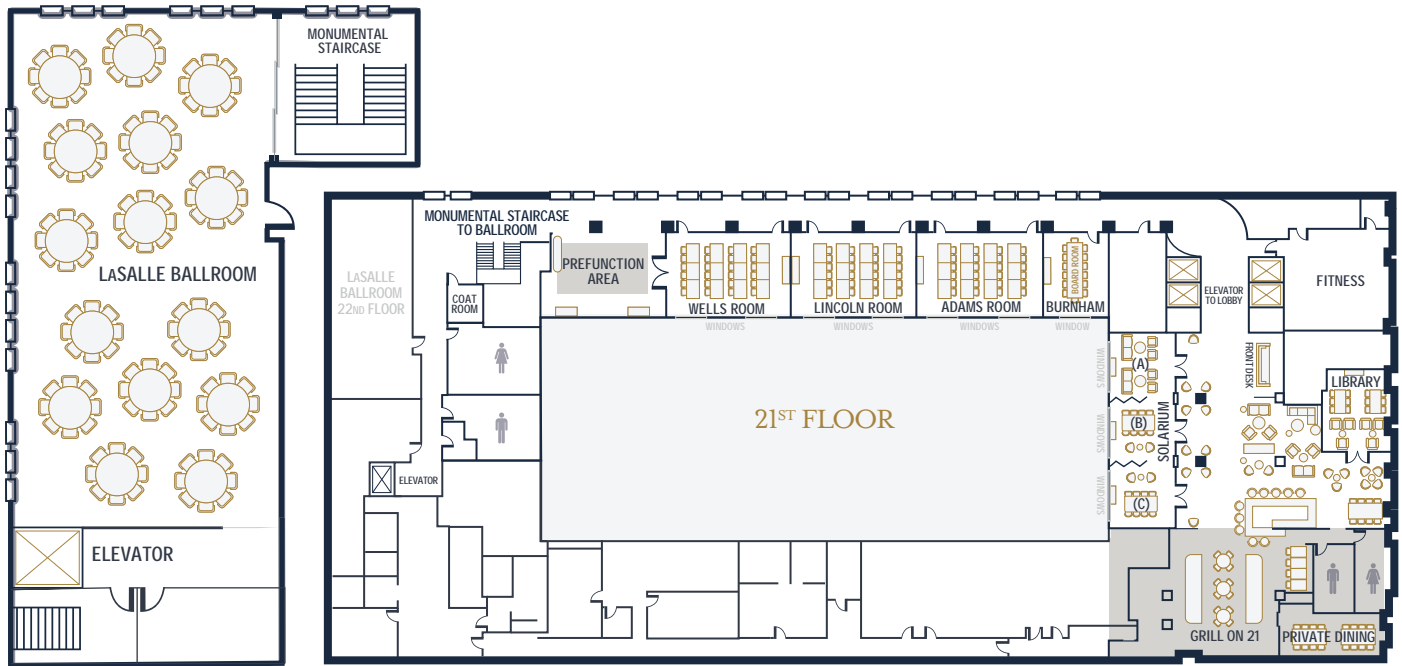 MONUMENTAL
STAIRCASE
LASALLE BALLROOM
ELEVATOR
MONUMENTAL STAIRCASE
TO BALLROOM
LASALLE
BALLROOM
22ND FLOOR
COAT
ROOM
ELEVATOR
PREFUNCTION
AREA
WELLS ROOM
LINCOLN ROOM
ADAMS ROOM
BOARD ROOM
BURNHAM
WINDOWS
WINDOWS
WINDOWS
WINDOW
21ST FLOOR
WINDOWS
WINDOWS
WINDOWS
(A)
(B)
(C)
SOLARIUM
ELEVATOR
TO LOBBY
FITNESS
FRONT DESK
LIBRARY
GRILL ON 21
PRIVATE DINING